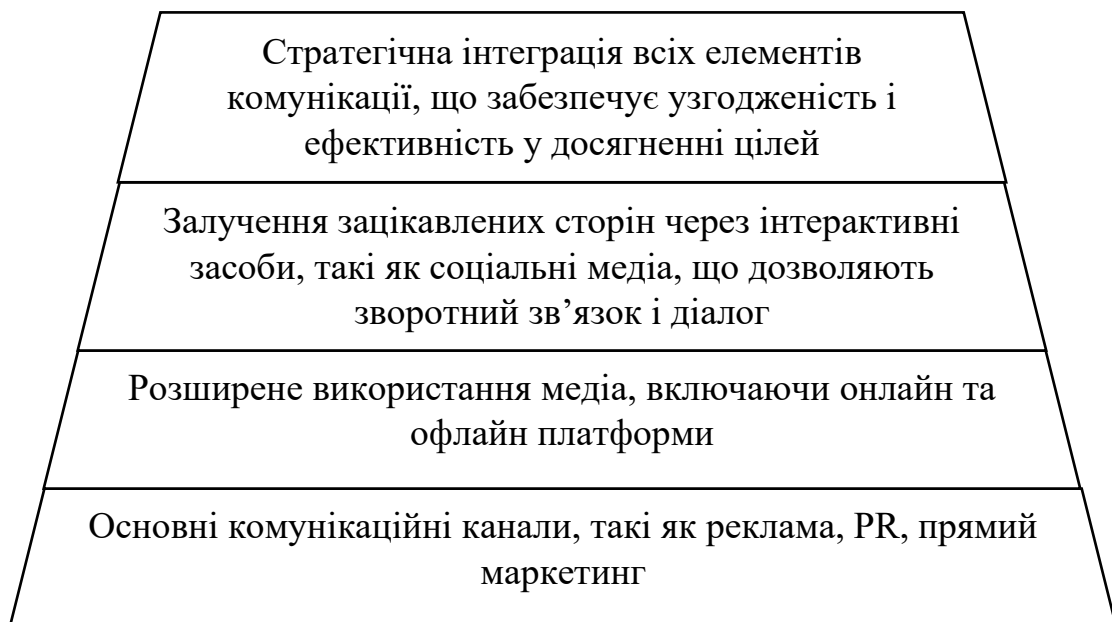 Стратегічна інтеграція всіх елементів
комунікації, що забезпечує узгодженість і
ефективність у досягненні цілей
Залучення зацікавлених сторін через інтерактивні
засоби, такі як соціальні медіа, що дозволяють
зворотний зв’язок і діалог
Розширене використання медіа, включаючи онлайн та
офлайн платформи
Основні комунікаційні канали, такі як реклама, PR, прямий
маркетинг